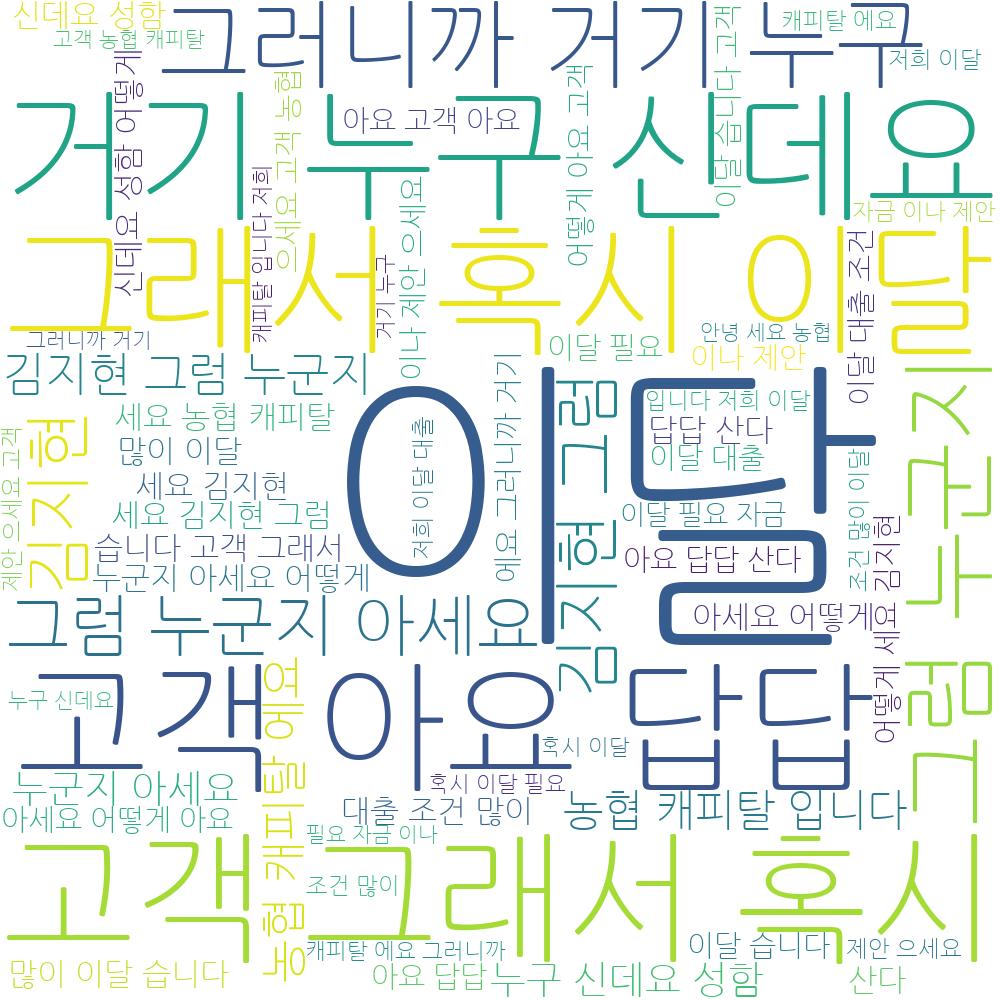 신데요 성함
고객 농협 캐피탈
그러니까 거기 누구
캐피탈 에요
저희 이달
거기 누구 신데요
아요 고객 아요
신데요 성함 어떻게
캐피탈 입니다 저희
으세요 고객 농협
거기 누구
이나 제안 으세요
어떻게 아요 고객
이달 습니다 고객
자금 이나 제안
그래서 혹시 이달
이달 대출 조건
그러니까 거기
이달 필요
안녕 세요 농협
이나 제안
김지현 그럼 누군지
이달
저희 이달 대출
에요 그러니까 거기
김지현 그럼
입니다 저희 이달
답답 산다
이달 대출
세요 농협 캐피탈
많이 이달
김지현
제안 으세요 고객
세요 김지현
세요 김지현 그럼
이달 필요 자금
습니다 고객 그래서
아요 답답 산다
누군지 아세요 어떻게
조건 많이 이달
어떻게 세요 김지현
그럼 누군지
그럼 누군지 아세요
아세요 어떻게
고객 아요 답답
누구 신데요
농협 캐피탈 에요
혹시 이달
누군지 아세요
혹시 이달 필요
아세요 어떻게 아요
대출 조건 많이
농협 캐피탈 입니다
필요 자금 이나
고객 그래서 혹시
조건 많이
캐피탈 에요 그러니까
이달 습니다
제안 으세요
많이 이달 습니다
아요 답답
누구 신데요 성함
산다